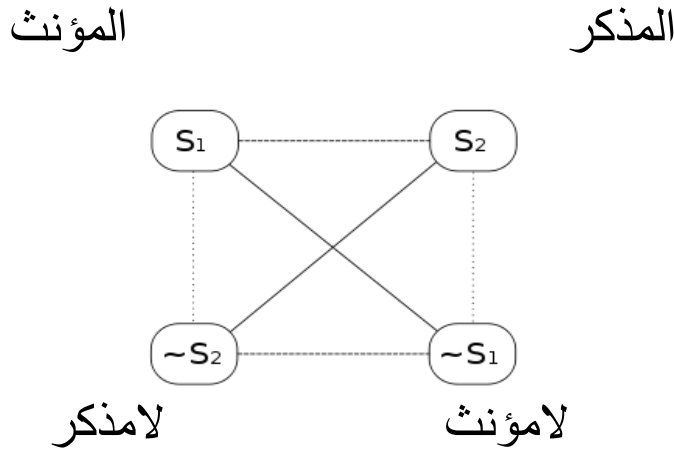 المذكر
المؤنث
S₁
S₂
~S₂
~S₁
لامؤنث
لامذكر